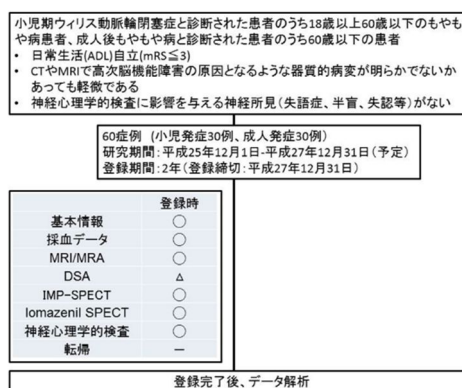 小児期ウィリス動脈輪閉塞症と診断された患者のうち18歳以上60歳以下のもやも
や病患者、成人後もやもや病と診断された患者のうち60歳以下の患者
• 日常生活(ADL)自立(mRS≦3)
• CTやMRIで高次脳機能障害の原因となるような器質的病変が明らかでないか
あっても軽微である
• 神経心理学的検査に影響を与える神経所見(失語症、半盲、失認等)がない
60症例 (小児発症30例、成人発症30例)
研究期間:平成25年12月1日-平成27年12月31日(予定)
登録期間:2年(登録締切:平成27年12月31日)
登録時
基本情報 ○
採血データ ○
MRI/MRA ○
DSA △
IMP-SPECT ○
Iomazenil SPECT ○
神経心理学的検査 ○
転帰 ー
登録完了後、データ解析